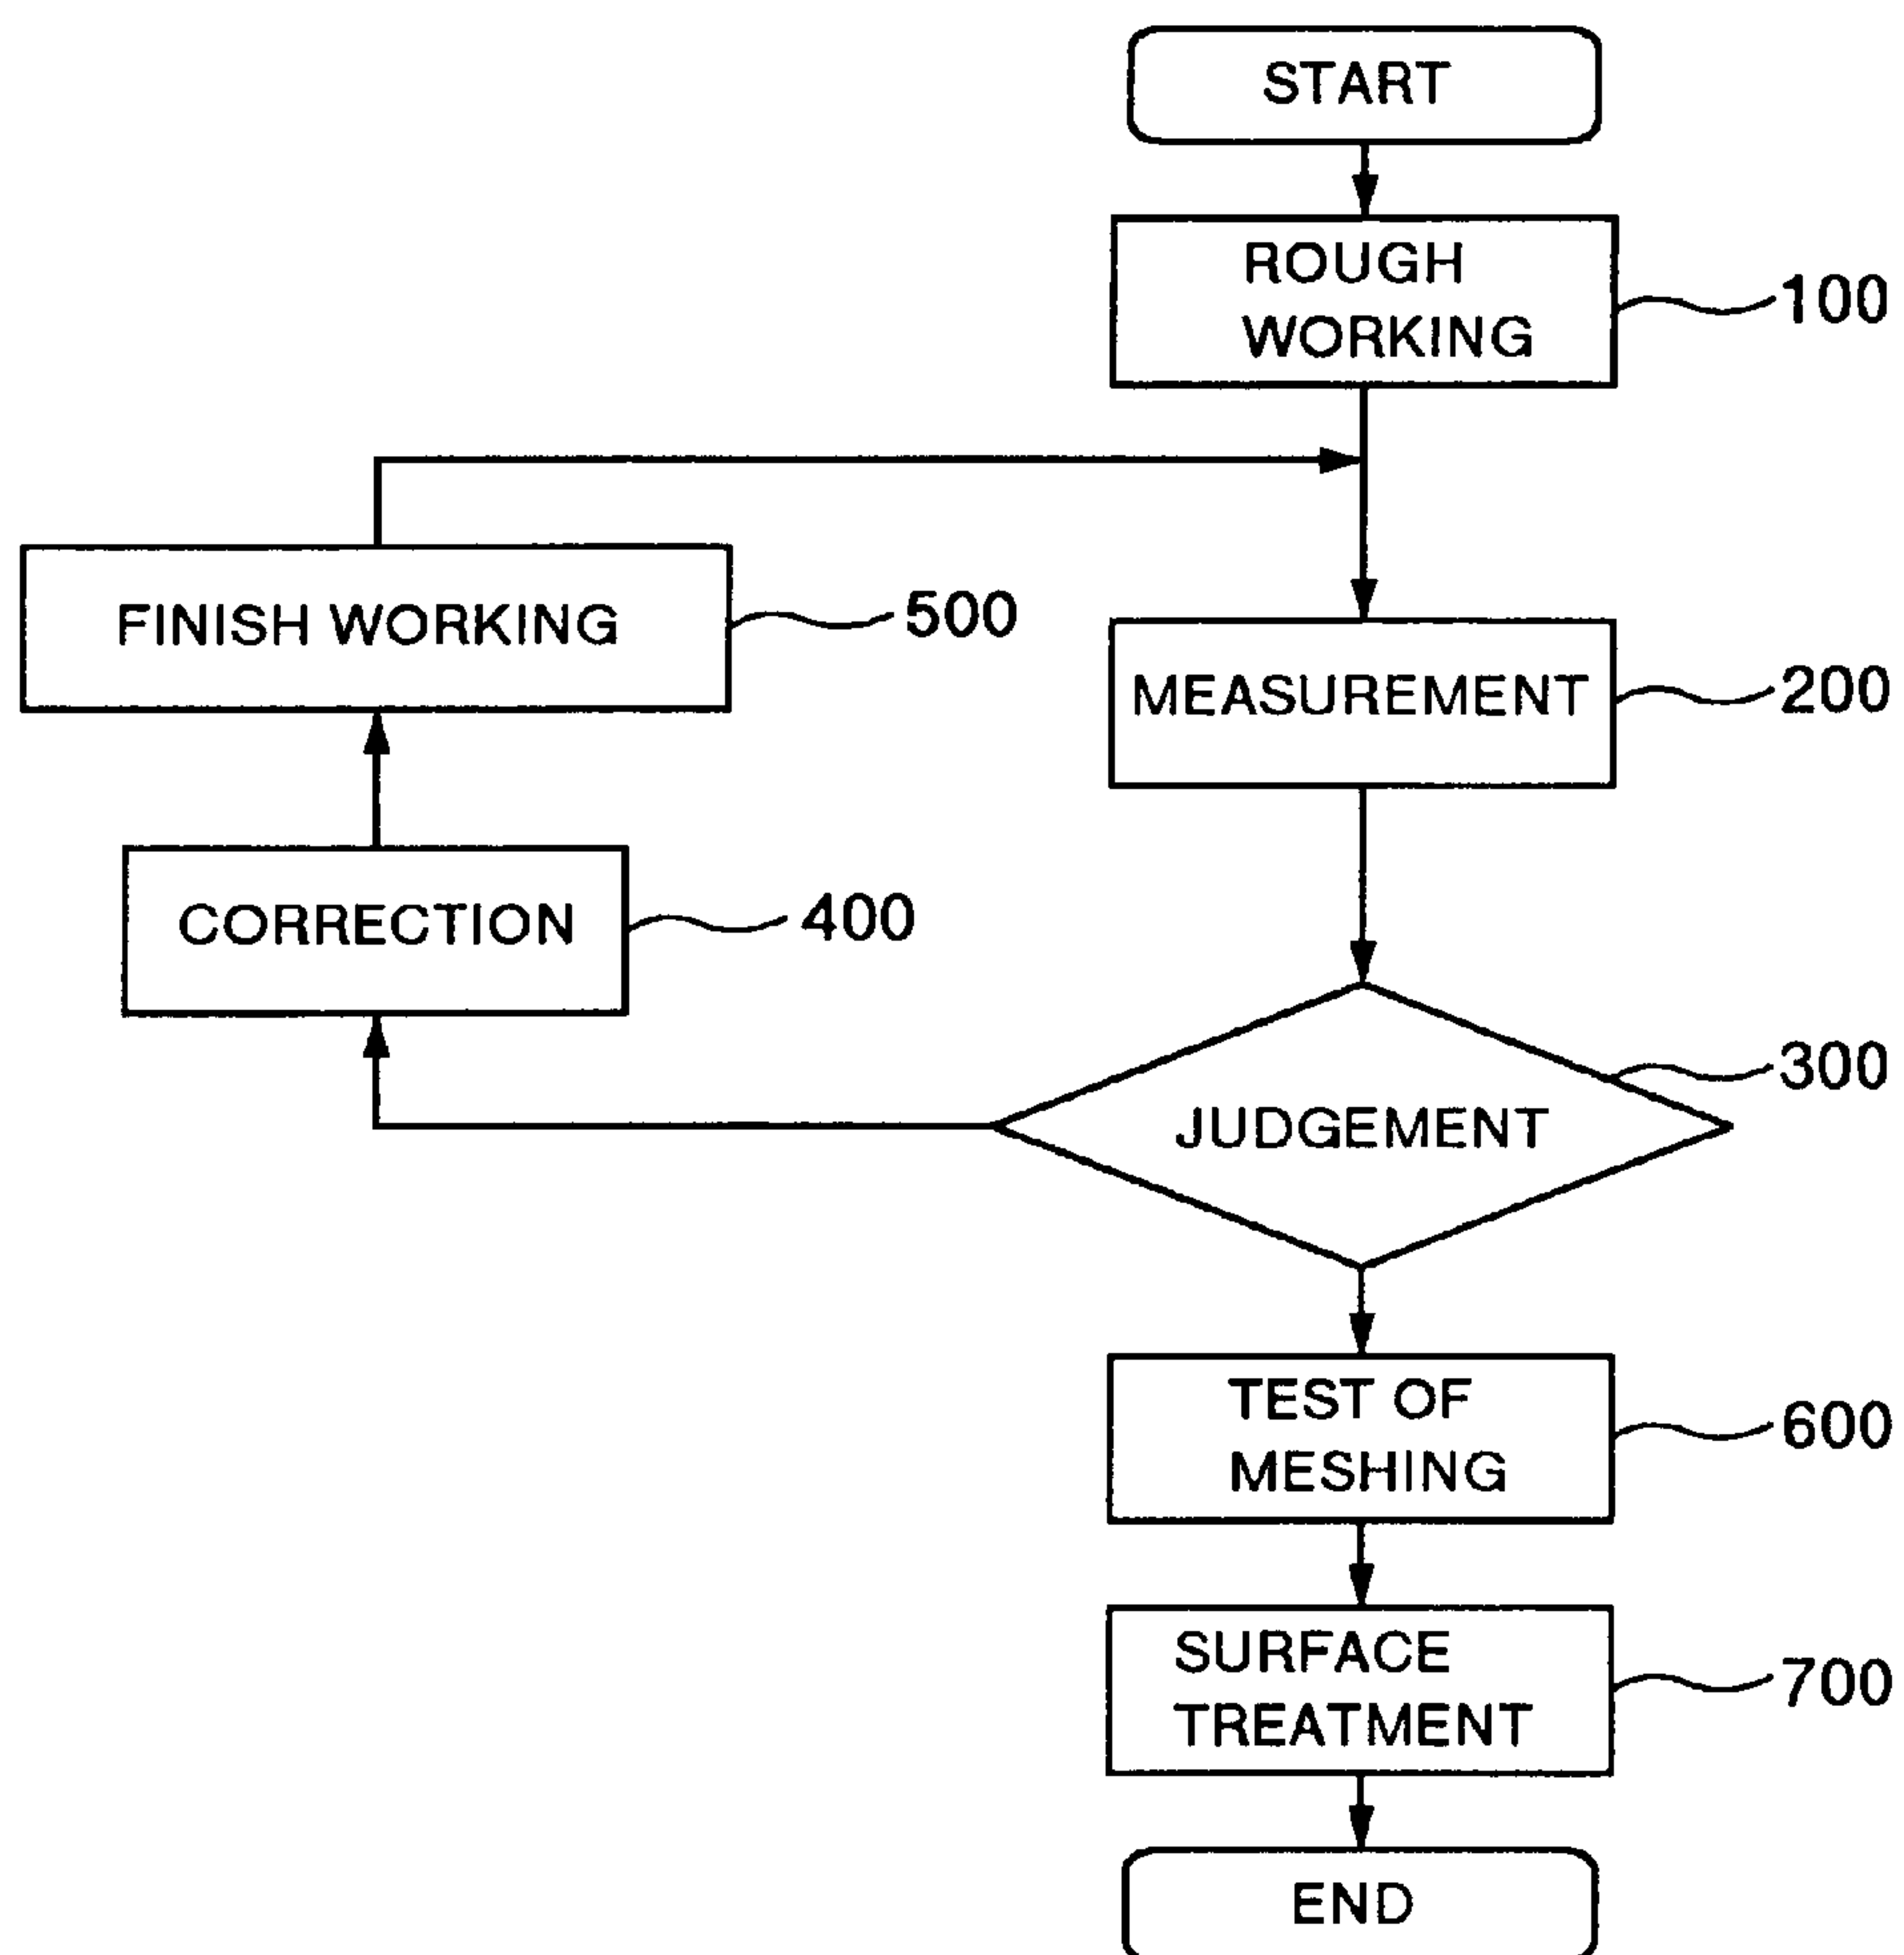 START
ROUGH
WORKING
100
FINISH WORKING
500
MEASUREMENT
200
CORRECTION
400
300
JUDGEMENT
TEST OF
MESHING
600
SURFACE
TREATMENT
700
END